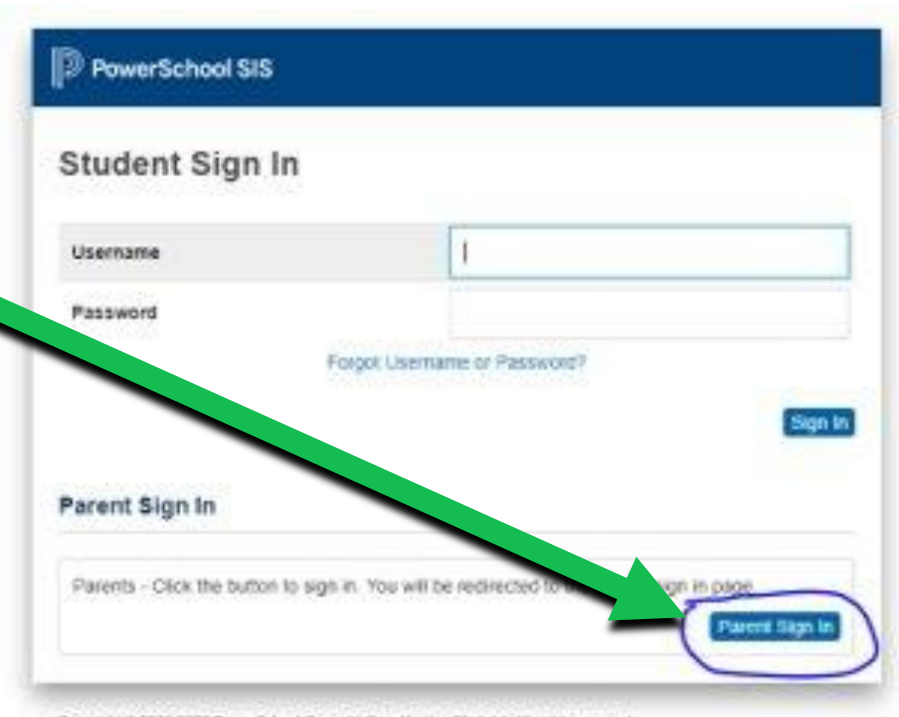 PowerSchool SIS
Student Sign In
Username
Password
Forgot Username or Password?
Sign In
Parent Sign In
Parents - Click the button to sign in. You will be redirected to sign in page
Parent Sign In